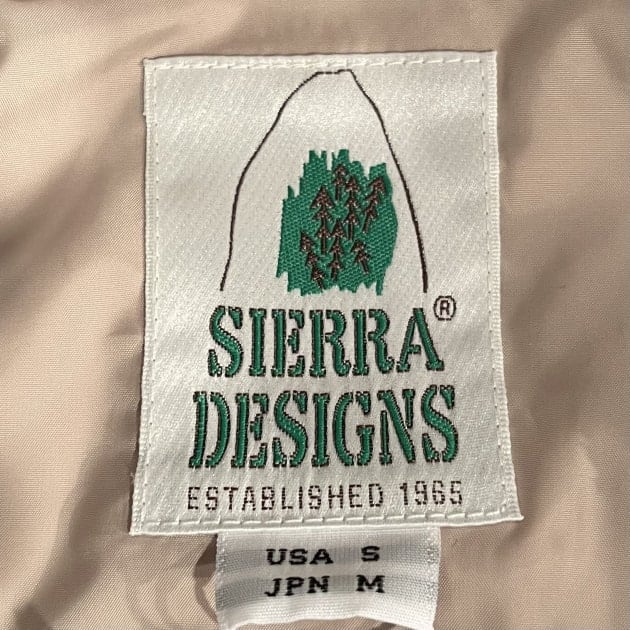 ®
SIERRA
DESIGNS
ESTABLISHED 1965
USA S
JPN M